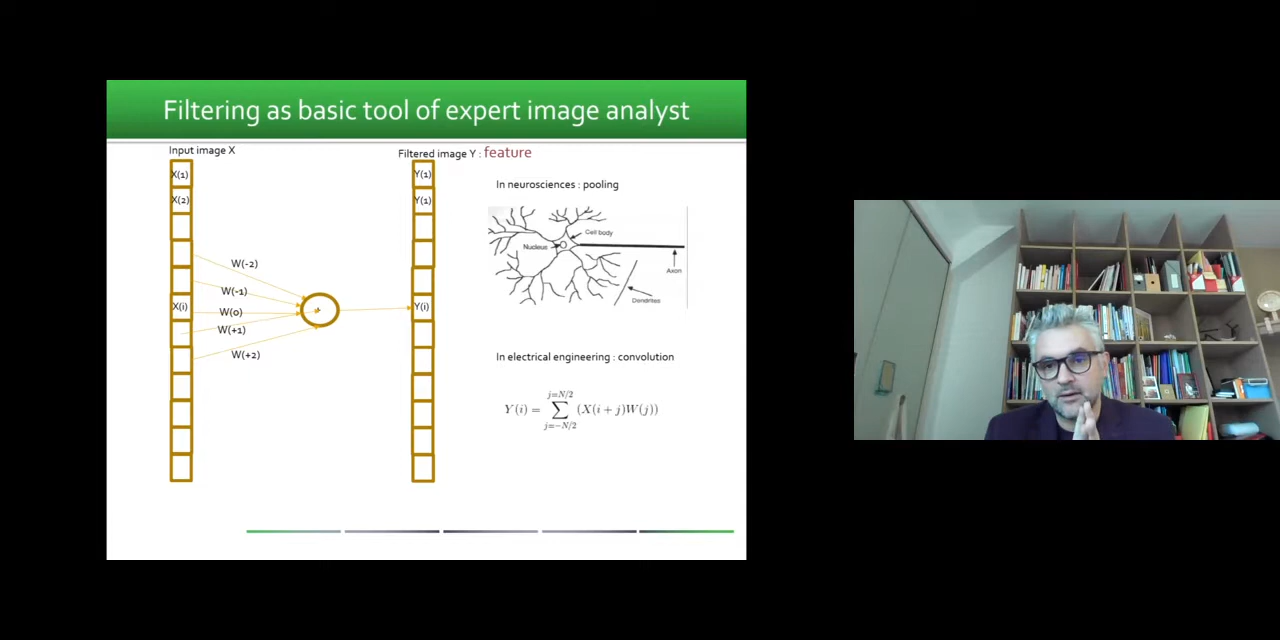 Filtering as basic tool of expert image analyst
Input image X
X(1)
X(2)
X(i)
W(-2)
W(-1)
W(0)
W(+1)
W(+2)
Filtered image Y : feature
Y(1)
Y(1)
Y(i)
In neurosciences : pooling
Cell body
Nucleus
Axon
Dendrites
In electrical engineering : convolution
j=N/2
Y(i) = ∑ (X(i + j)W(j))
j=−N/2